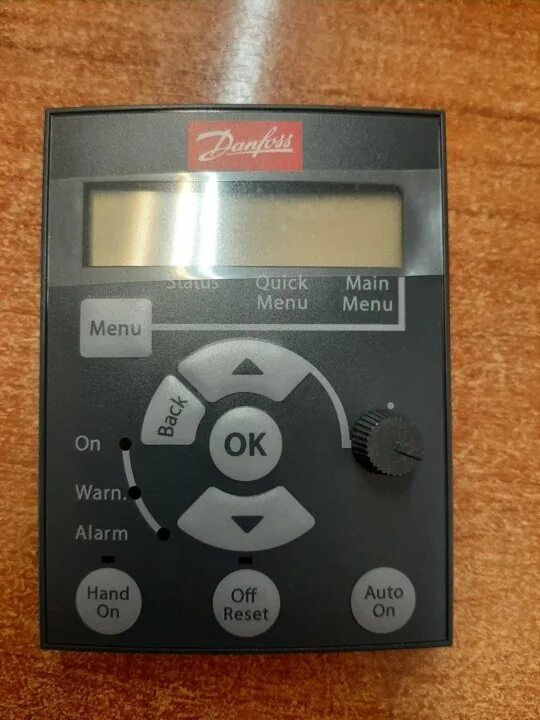 Danfoss
Status
Quick Menu
Main Menu
Menu
Back
OK
On
Warn.
Alarm
Hand On
Off Reset
Auto On